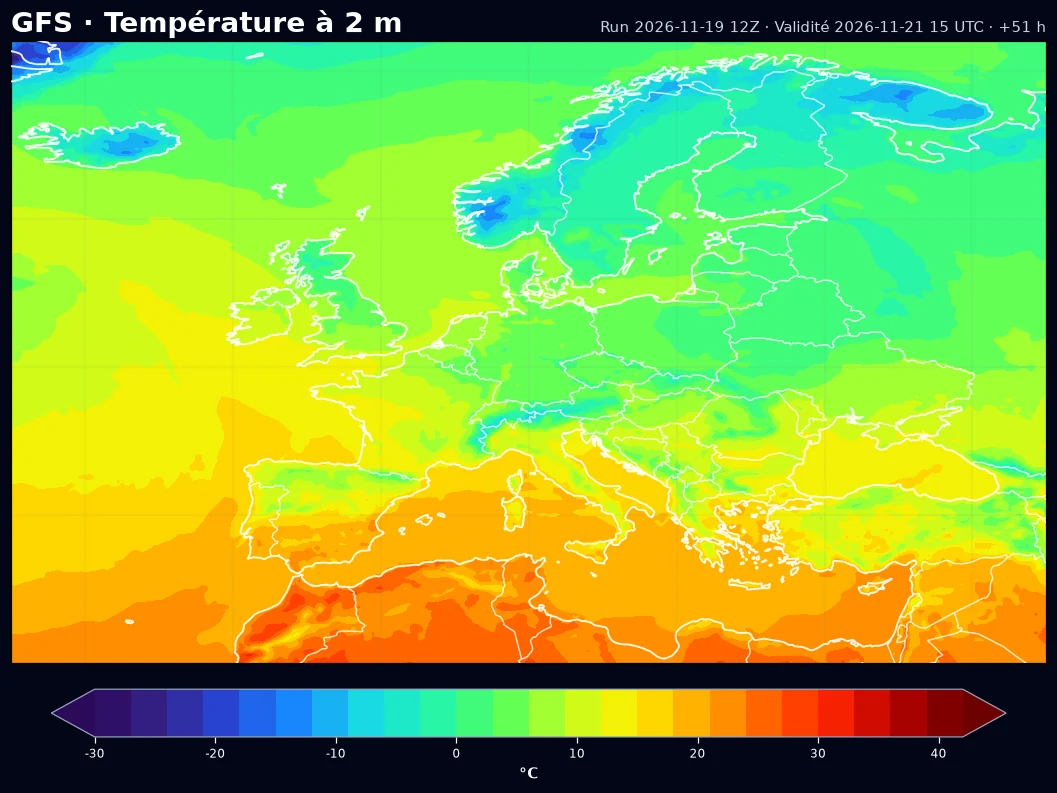 GFS · Température à 2 m
Run 2026-11-19 12Z · Validité 2026-11-21 15 UTC · +51 h
-30 -20 -10 0 10 20 30 40
°C